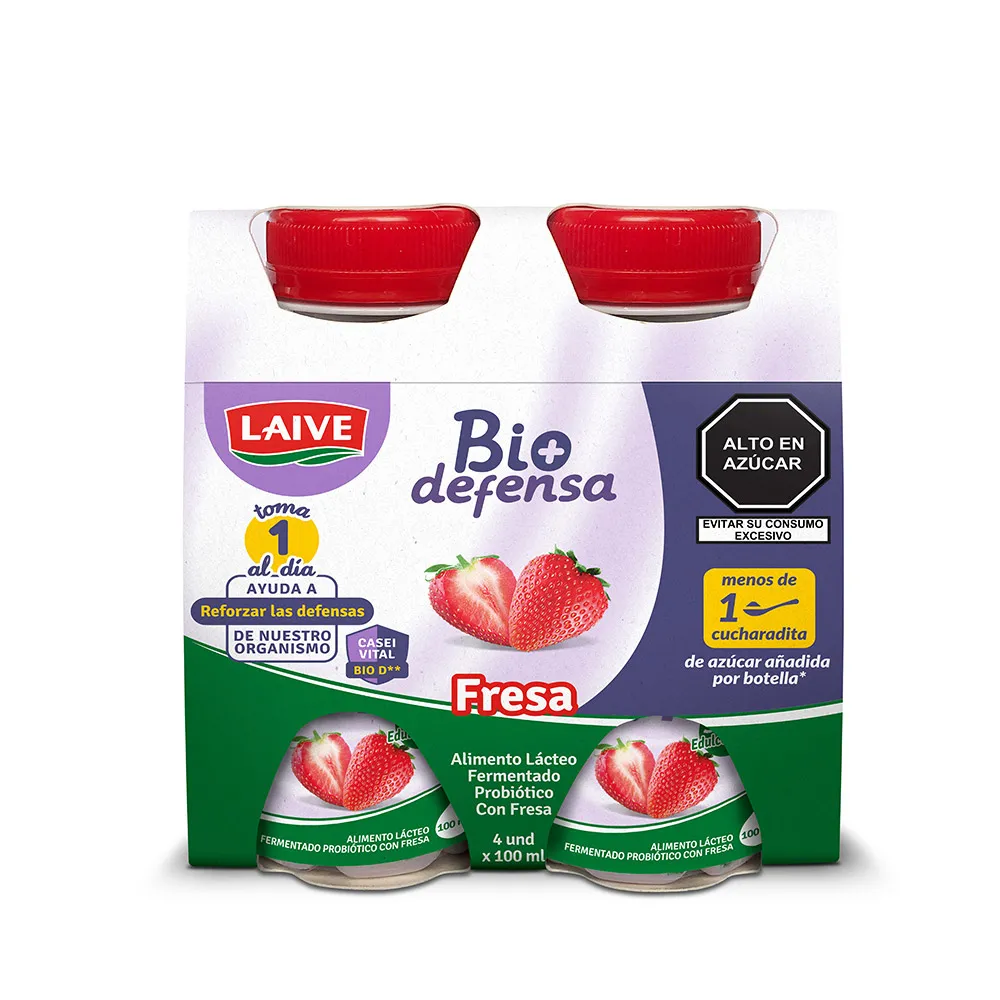 LAIVE
Bio+
defensa
ALTO EN
AZÚCAR
EVITAR SU CONSUMO
EXCESIVO
toma
1
al día
AYUDA A
Reforzar las defensas
DE NUESTRO
ORGANISMO
CASEI
VITAL
BIO D**
menos de
1
cucharadita
de azúcar añadida
por botella*
Fresa
Alimento Lácteo
Fermentado
Probiótico
Con Fresa
4 und
x 100 ml
ALIMENTO LÁCTEO
FERMENTADO PROBIÓTICO CON FRESA
100
ALIMENTO LÁCTEO
FERMENTADO PROBIÓTICO CON FRESA
100